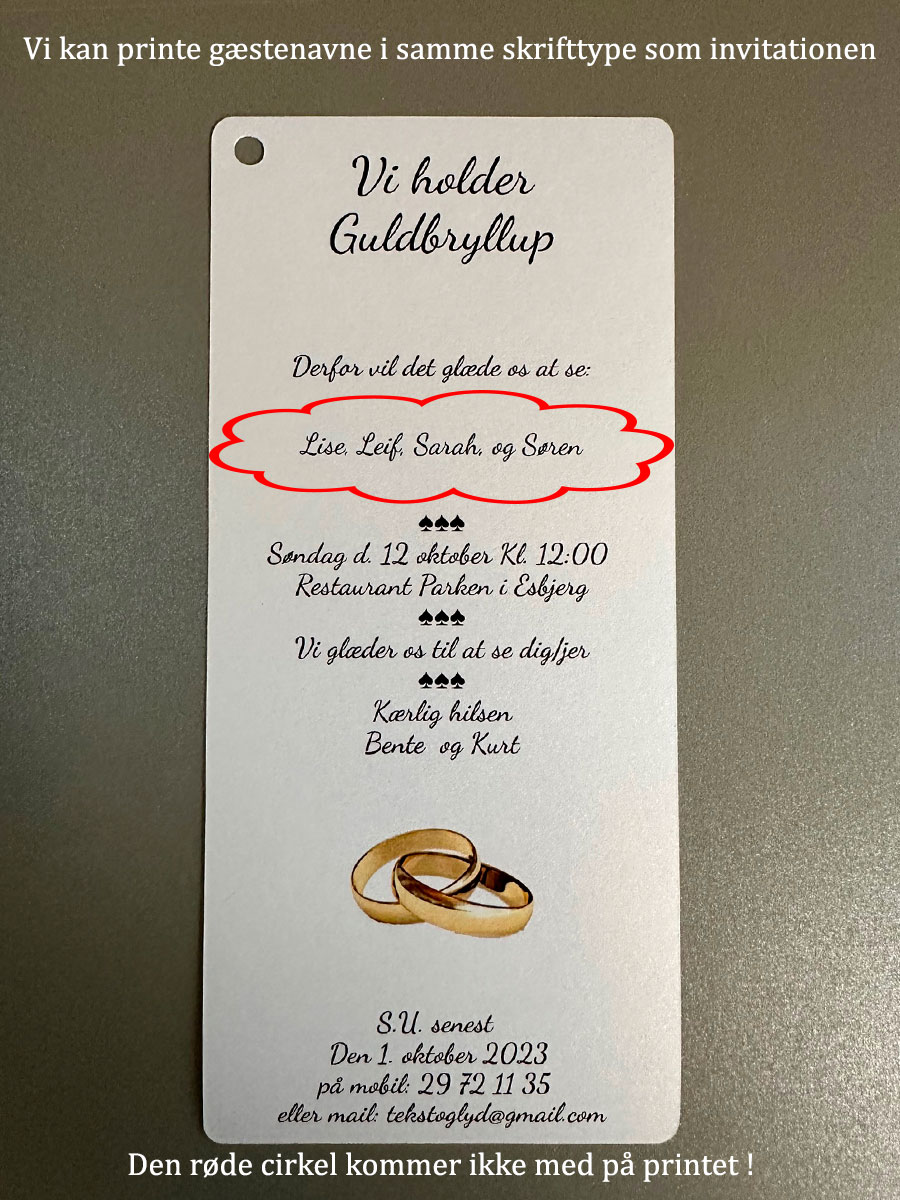 Vi kan printe gæstenavne i samme skrifttype som invitationen
Vi holder
Guldbryllup
Derfor vil det glæde os at se:
Lise, Leif, Sarah, og Søren
♠♠♠
Søndag d. 12 oktober Kl. 12:00
Restaurant Parken i Esbjerg
♠♠♠
Vi glæder os til at se dig/jer
♠♠♠
Kærlig hilsen
Bente og Kurt
S.U. senest
Den 1. oktober 2023
på mobil: 29 72 11 35
eller mail: tekstoglyd@gmail.com
Den røde cirkel kommer ikke med på printet !